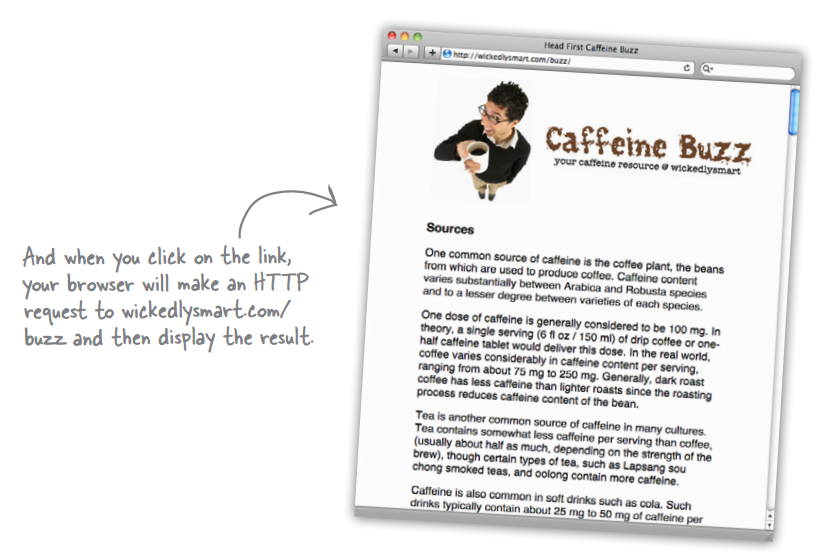 Head First Caffeine Buzz
http://wickedlysmart.com/buzz/
Caffeine Buzz
your caffeine resource @ wickedlysmart
And when you click on the link,
your browser will make an HTTP
request to wickedlysmart.com/
buzz and then display the result.
Sources
One common source of caffeine is the coffee plant, the beans
from which are used to produce coffee. Caffeine content
varies substantially between Arabica and Robusta species
and to a lesser degree between varieties of each species.
One dose of caffeine is generally considered to be 100 mg. In
theory, a single serving (6 fl oz / 150 ml) of drip coffee or one-
half caffeine tablet would deliver this dose. In the real world,
coffee varies considerably in caffeine content per serving,
ranging from about 75 mg to 250 mg. Generally, dark roast
coffee has less caffeine than lighter roasts since the roasting
process reduces caffeine content of the bean.
Tea is another common source of caffeine in many cultures.
Tea contains somewhat less caffeine per serving than coffee,
(usually about half as much, depending on the strength of the
brew), though certain types of tea, such as Lapsang sou
chong smoked teas, and oolong contain more caffeine.
Caffeine is also common in soft drinks such as cola. Such
drinks typically contain about 25 mg to 50 mg of caffeine per